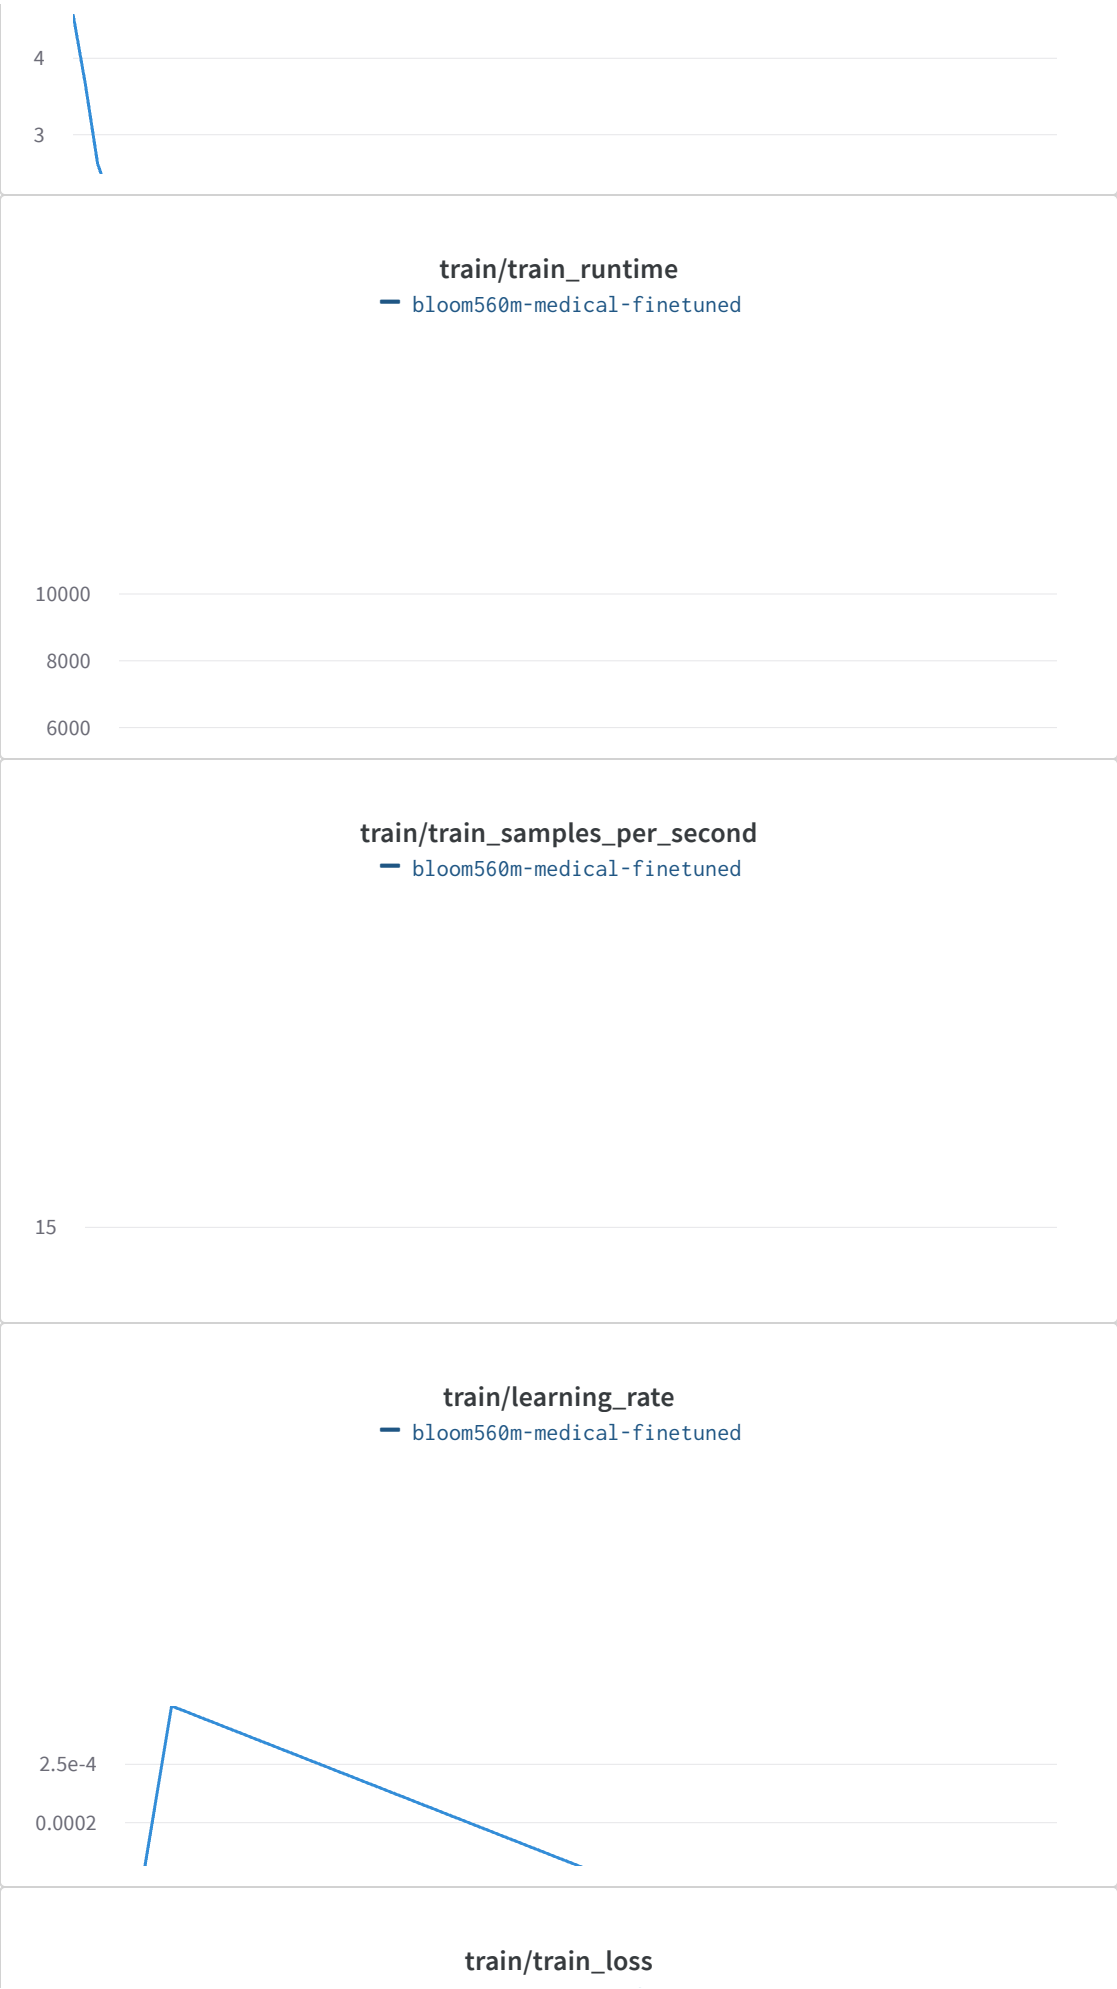 4
3
train/train_runtime
bloom560m-medical-finetuned
10000
8000
6000
train/train_samples_per_second
bloom560m-medical-finetuned
15
train/learning_rate
bloom560m-medical-finetuned
2.5e-4
0.0002
train/train_loss